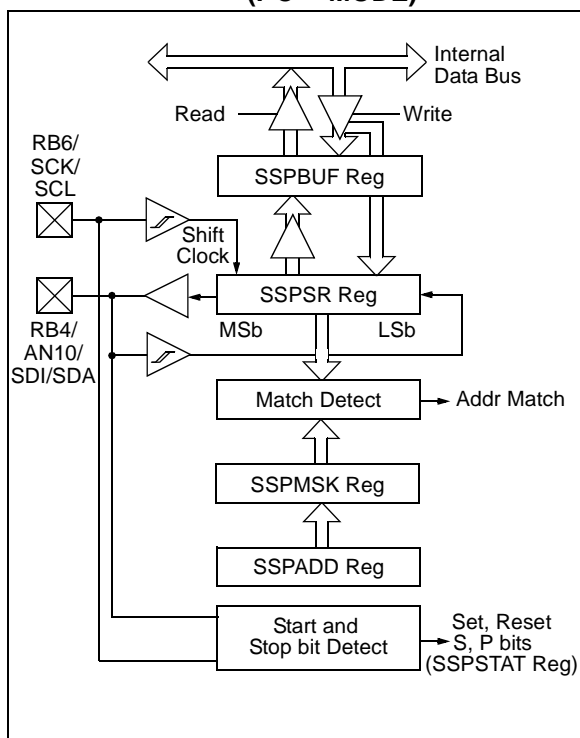 MODE)
Internal
Data Bus
Read
Write
RB6/
SCK/
SCL
SSPBUF Reg
Shift
Clock
SSPSR Reg
MSb
LSb
RB4/
AN10/
SDI/SDA
Match Detect
Addr Match
SSPMSK Reg
SSPADD Reg
Start and
Stop bit Detect
Set, Reset
S, P bits
(SSPSTAT Reg)